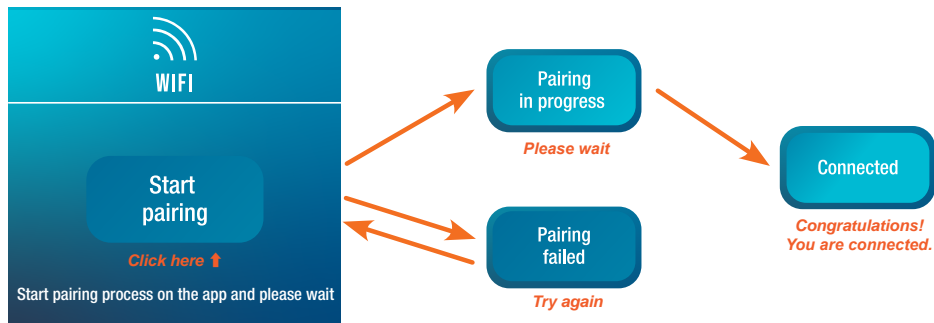 WIFI
Start
pairing
Click here
Start pairing process on the app and please wait
Pairing
in progress
Please wait
Pairing
failed
Try again
Connected
Congratulations!
You are connected.